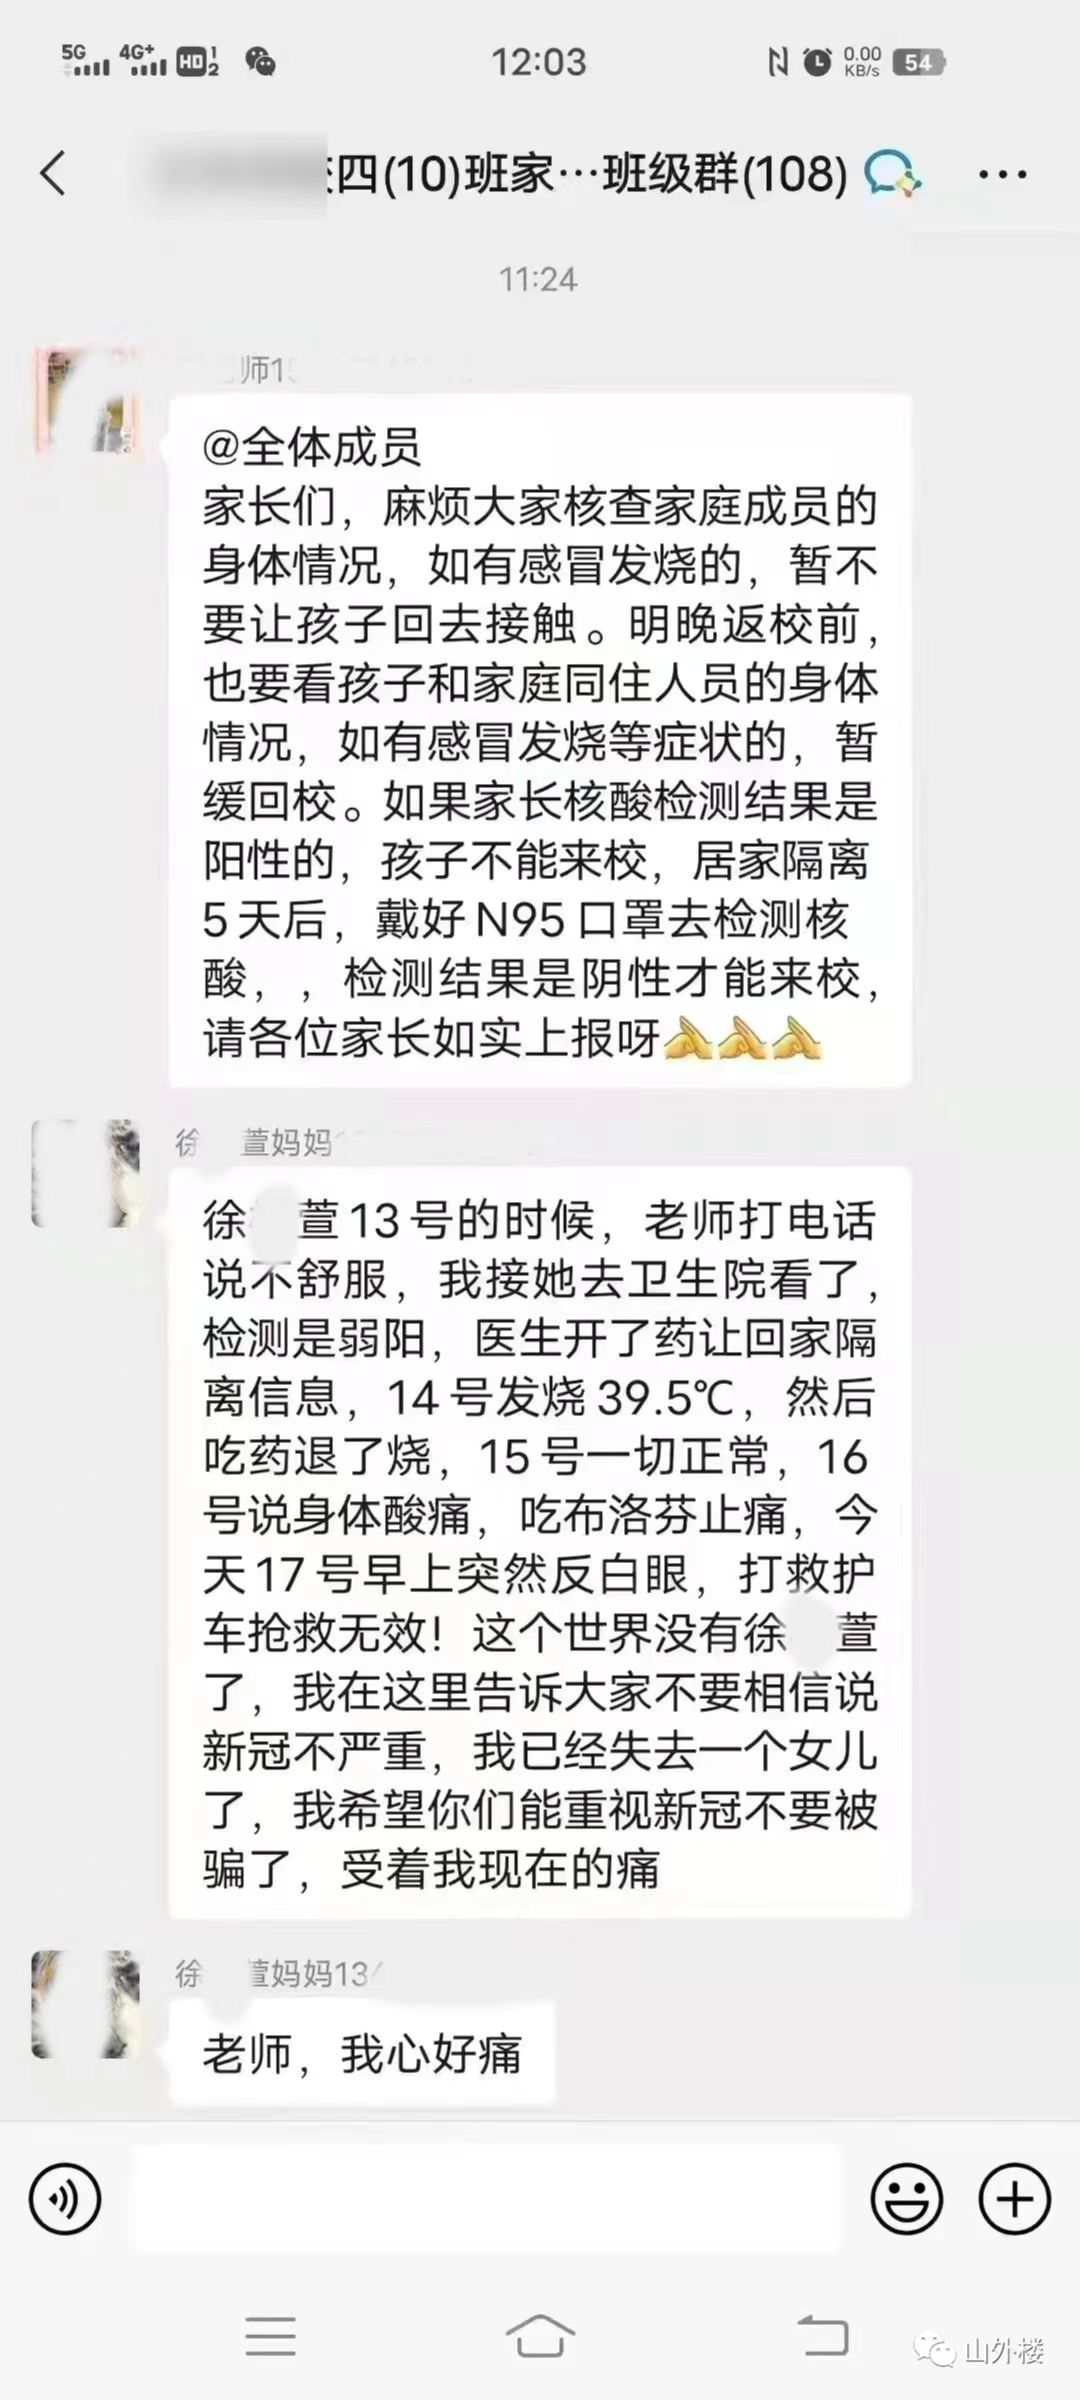 5G 4G+ HD 1 2 12:03 0.00 KB/s 54
四(10)班家…班级群(108)
11:24
师1
@全体成员
家长们，麻烦大家核查家庭成员的
身体情况，如有感冒发烧的，暂不
要让孩子回去接触。明晚返校前，
也要看孩子和家庭同住人员的身体
情况，如有感冒发烧等症状的，暂
缓回校。如果家长核酸检测结果是
阳性的，孩子不能来校，居家隔离
5天后，戴好N95口罩去检测核
酸，，检测结果是阴性才能来校，
请各位家长如实上报呀
徐 萱妈妈
徐 萱13号的时候，老师打电话
说不舒服，我接她去卫生院看了，
检测是弱阳，医生开了药让回家隔
离信息，14号发烧39.5℃，然后
吃药退了烧，15号一切正常，16
号说身体酸痛，吃布洛芬止痛，今
天17号早上突然反白眼，打救护
车抢救无效！这个世界没有徐 萱
了，我在这里告诉大家不要相信说
新冠不严重，我已经失去一个女儿
了，我希望你们能重视新冠不要被
骗了，受着我现在的痛
徐 萱妈妈13
老师，我心好痛
山外楼